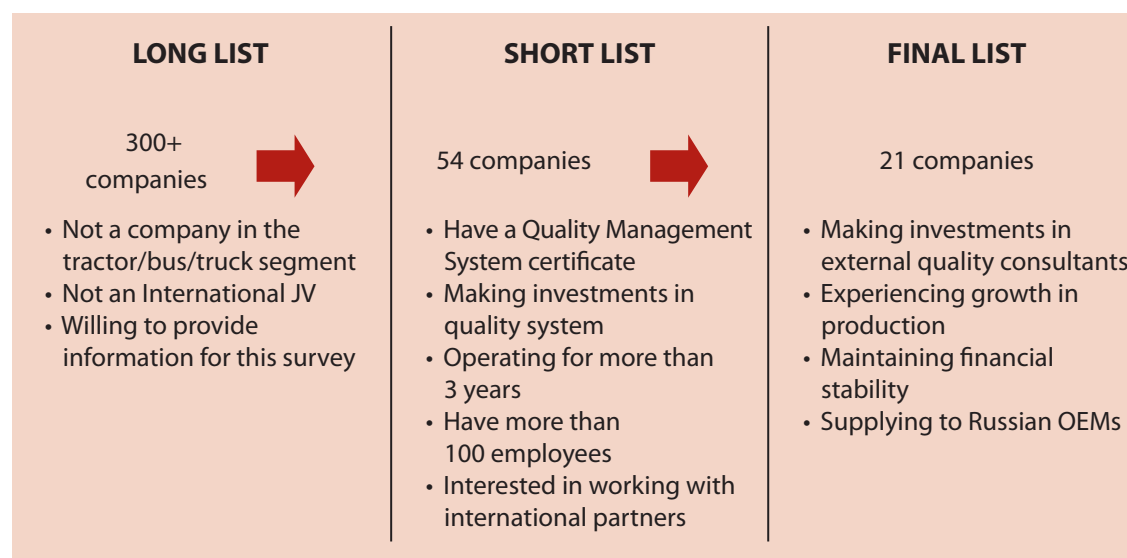 LONG LIST
300+
companies
• Not a company in the
tractor/bus/truck segment
• Not an International JV
• Willing to provide
information for this survey
SHORT LIST
54 companies
• Have a Quality Management
System certificate
• Making investments in
quality system
• Operating for more than
3 years
• Have more than
100 employees
• Interested in working with
international partners
FINAL LIST
21 companies
• Making investments in
external quality consultants
• Experiencing growth in
production
• Maintaining financial
stability
• Supplying to Russian OEMs